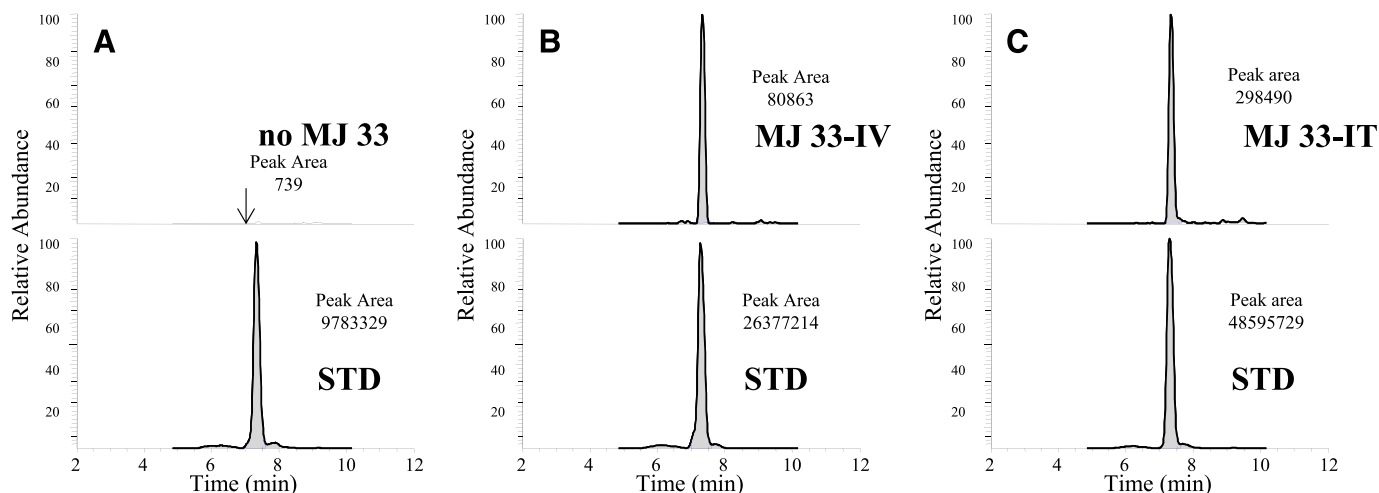 A
Relative Abundance
100
80
60
40
20
no MJ 33
Peak Area
739
100
80
60
40
20
Peak Area
9783329
STD
2 4 6 8 10 12
Time (min)
B
Relative Abundance
100
80
60
40
20
Peak Area
80863
MJ 33-IV
100
80
60
40
20
Peak Area
26377214
STD
2 4 6 8 10 12
Time (min)
C
Relative Abundance
100
80
60
40
20
Peak area
298490
MJ 33-IT
100
80
60
40
20
Peak area
48595729
STD
2 4 6 8 10 12
Time (min)